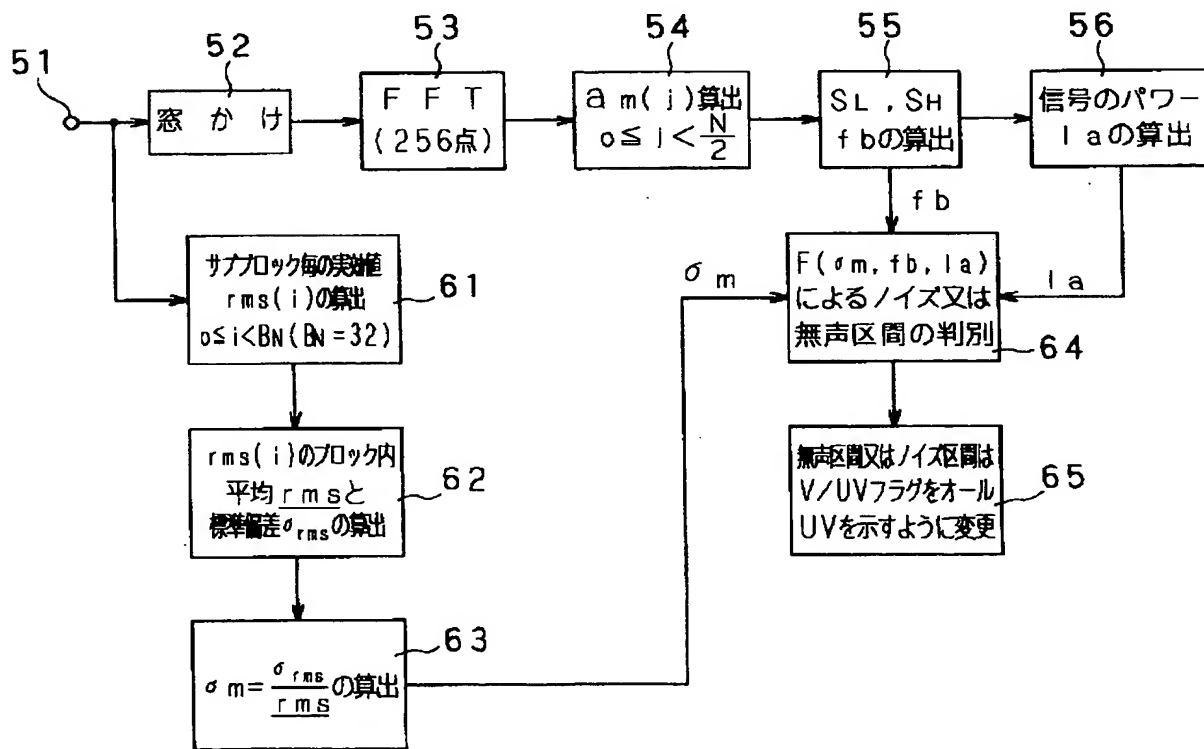 51
52
窓かけ
53
FFT
(256点)
54
am(j)算出
o≦j<N/2
55
SL,SH
fbの算出
56
信号のパワー
laの算出
fb
la
σm
サブブロック毎の実効値
rms(i)の算出
o≦i<BN(BN=32)
61
rms(i)のブロック内
平均rmsと
標準偏差σrmsの算出
62
σm=σrms/rmsの算出
63
F(σm,fb,la)
によるノイズ又は
無声区間の判別
64
無声区間又はノイズ区間は
V/UVフラグをオール
UVを示すように変更
65